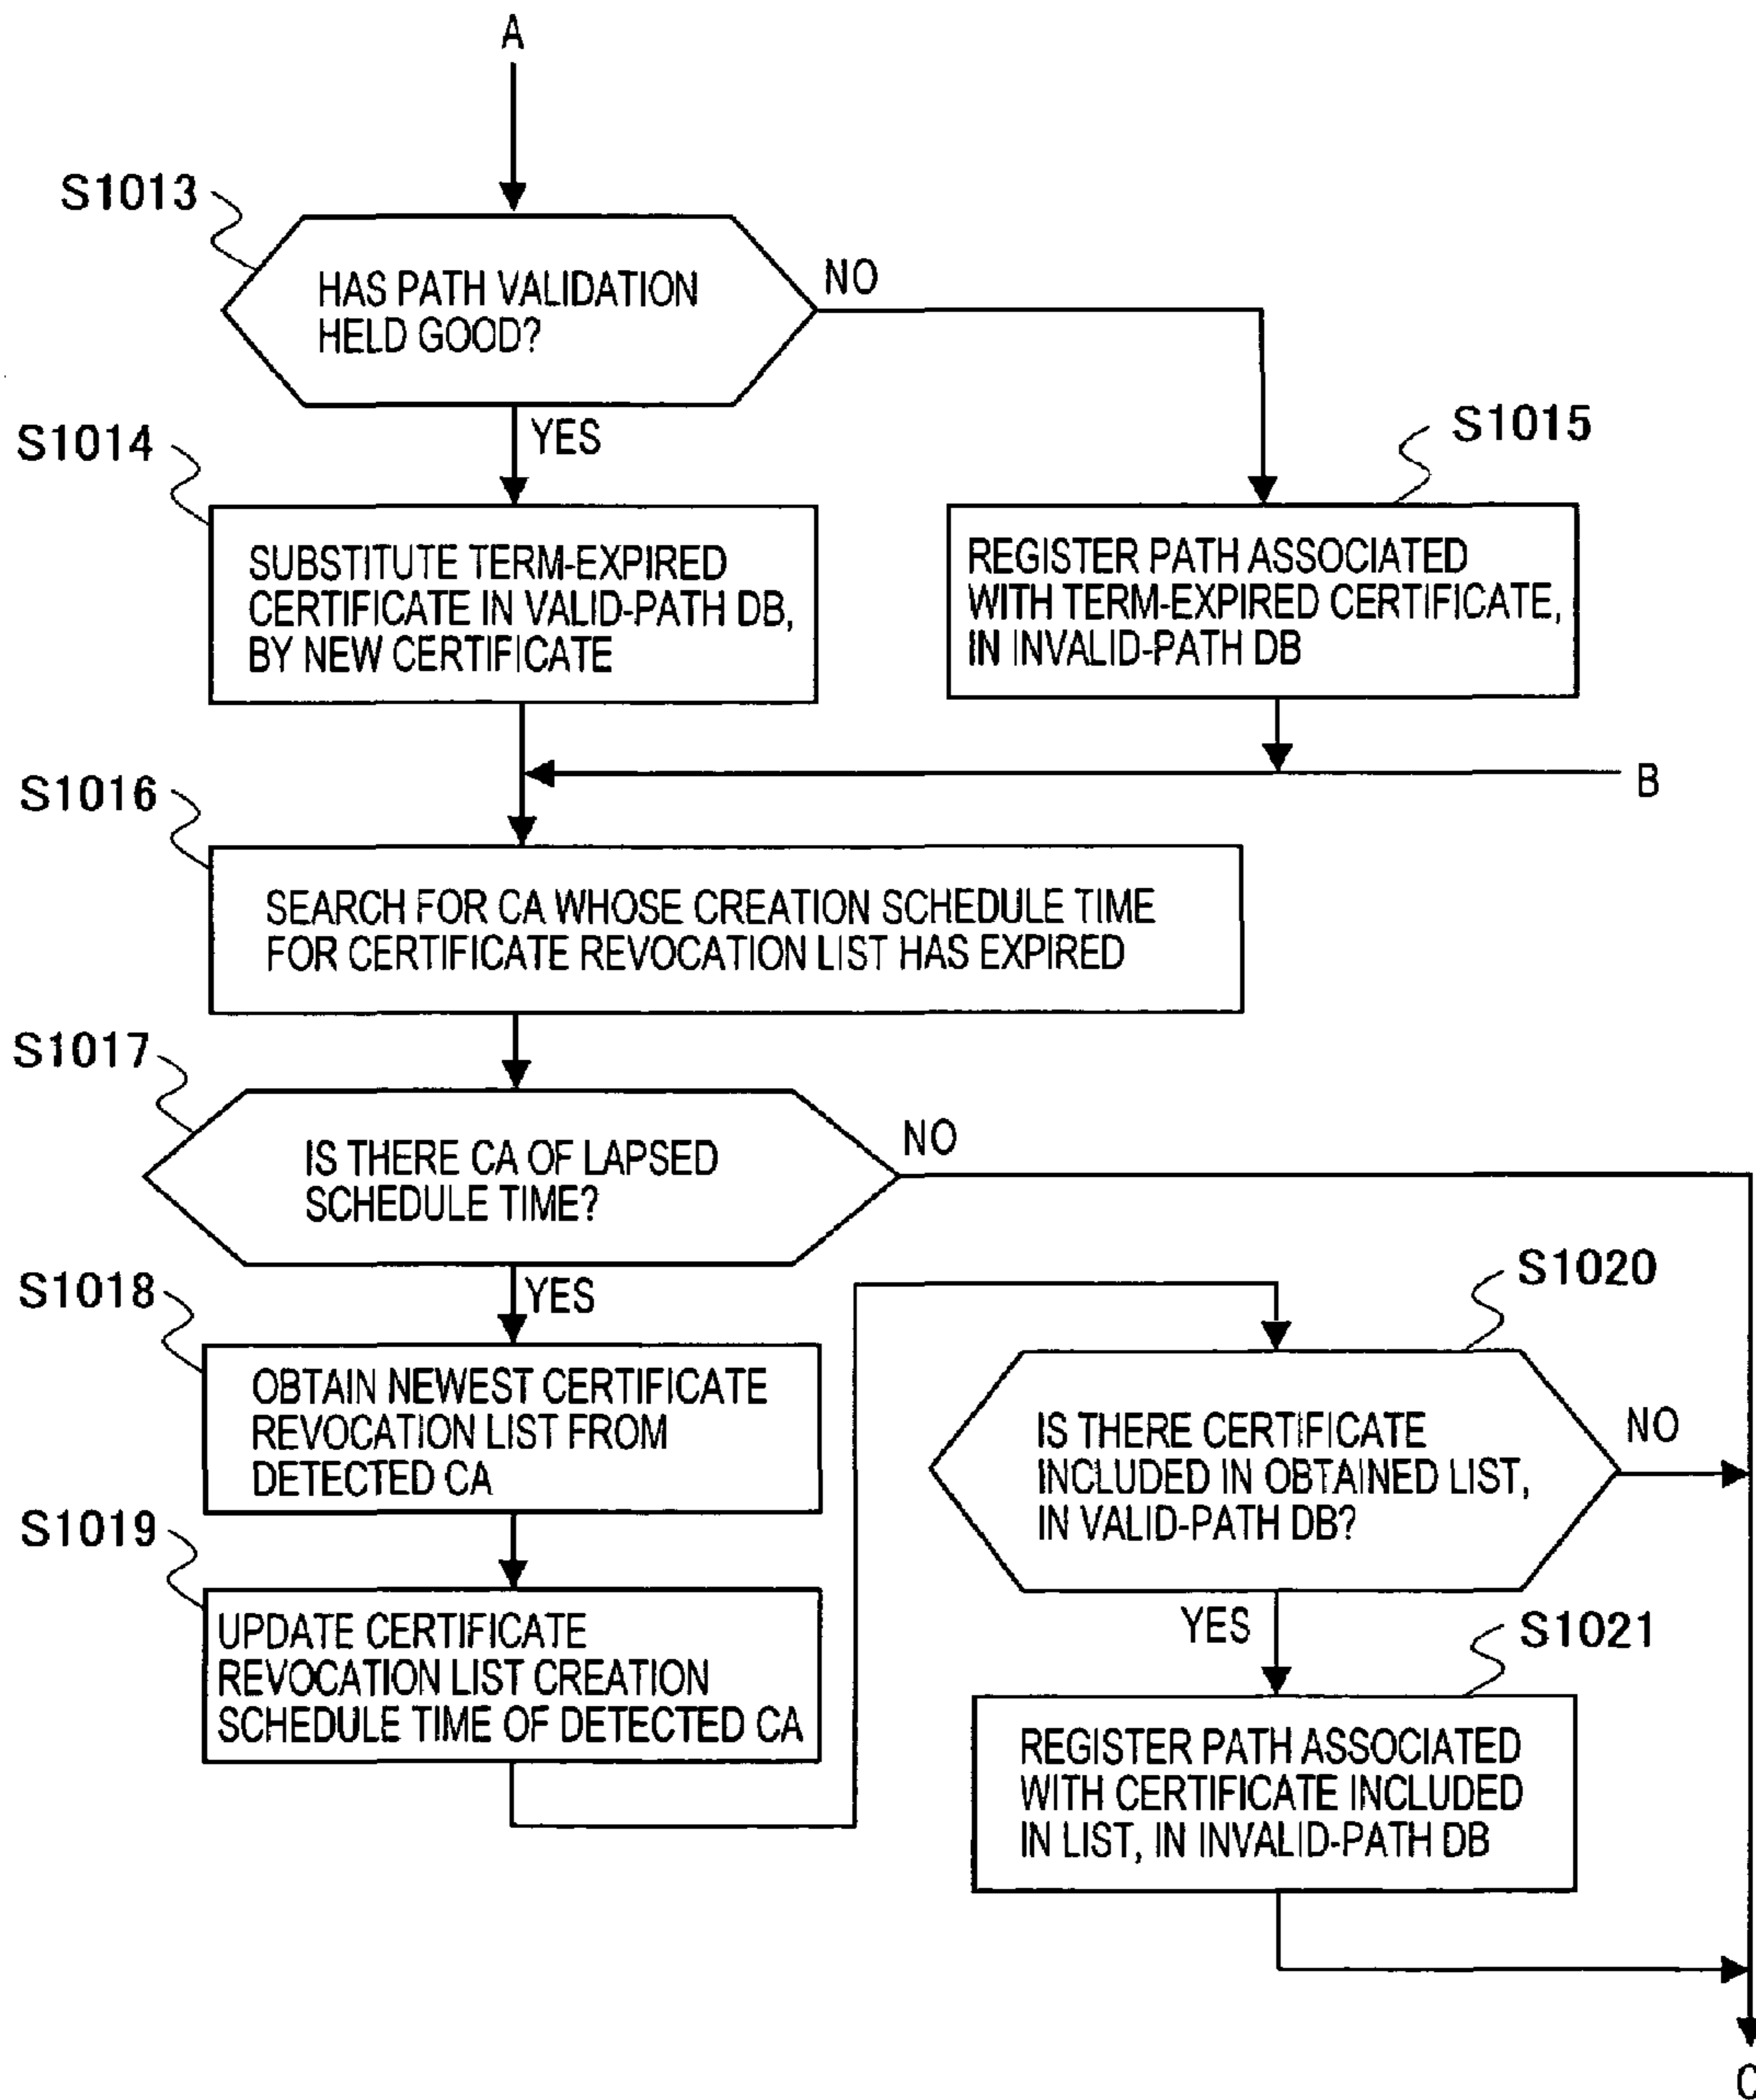 A
S1013
HAS PATH VALIDATION
HELD GOOD?
NO
YES
S1014
SUBSTITUTE TERM-EXPIRED
CERTIFICATE IN VALID-PATH DB,
BY NEW CERTIFICATE
S1015
REGISTER PATH ASSOCIATED
WITH TERM-EXPIRED CERTIFICATE,
IN INVALID-PATH DB
B
S1016
SEARCH FOR CA WHOSE CREATION SCHEDULE TIME
FOR CERTIFICATE REVOCATION LIST HAS EXPIRED
S1017
IS THERE CA OF LAPSED
SCHEDULE TIME?
NO
YES
S1018
OBTAIN NEWEST CERTIFICATE
REVOCATION LIST FROM
DETECTED CA
S1019
UPDATE CERTIFICATE
REVOCATION LIST CREATION
SCHEDULE TIME OF DETECTED CA
S1020
IS THERE CERTIFICATE
INCLUDED IN OBTAINED LIST,
IN VALID-PATH DB?
NO
YES
S1021
REGISTER PATH ASSOCIATED
WITH CERTIFICATE INCLUDED
IN LIST, IN INVALID-PATH DB
C